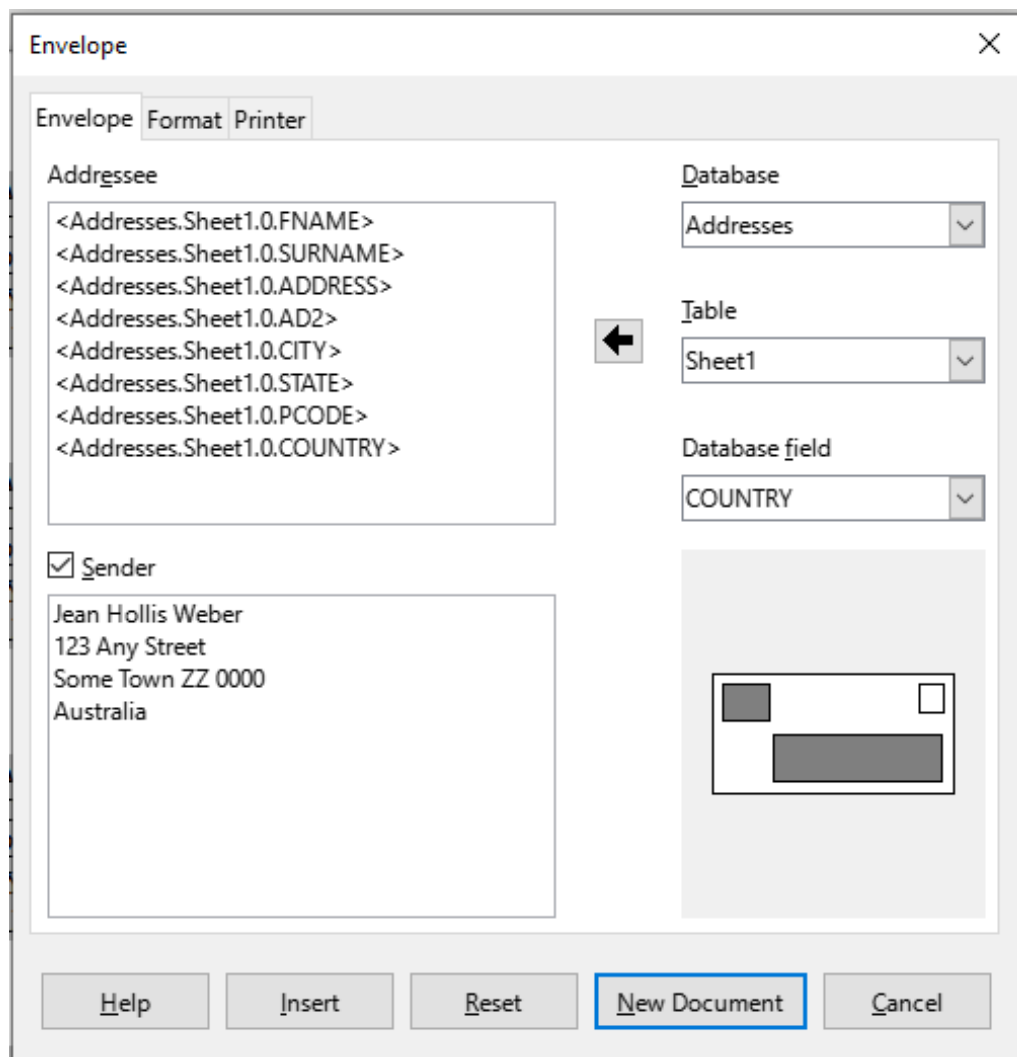 Envelope
Envelope Format Printer
Addressee
<Addresses.Sheet1.0.FNAME>
<Addresses.Sheet1.0.SURNAME>
<Addresses.Sheet1.0.ADDRESS>
<Addresses.Sheet1.0.AD2>
<Addresses.Sheet1.0.CITY>
<Addresses.Sheet1.0.STATE>
<Addresses.Sheet1.0.PCODE>
<Addresses.Sheet1.0.COUNTRY>
Database
Addresses
Table
Sheet1
Database field
COUNTRY
Sender
Jean Hollis Weber
123 Any Street
Some Town ZZ 0000
Australia
Help Insert Reset New Document Cancel